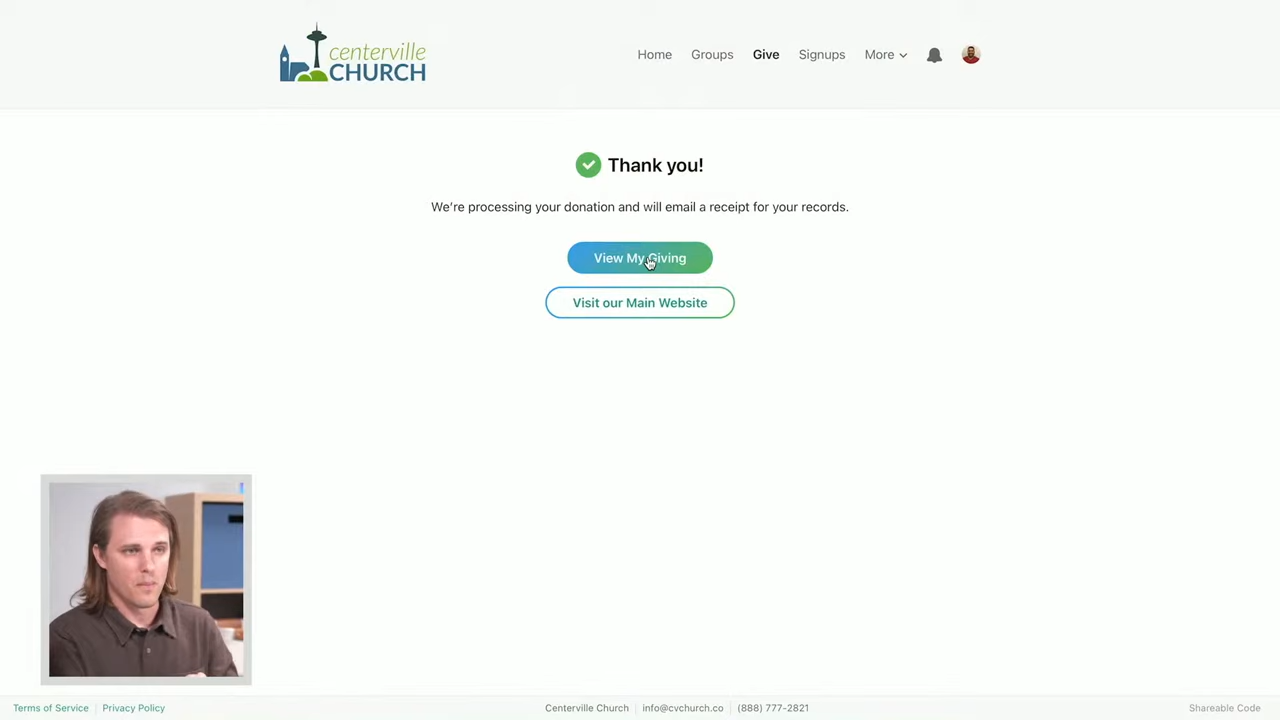 centerville
CHURCH
Home Groups Give Signups More
Thank you!
We're processing your donation and will email a receipt for your records.
View My Giving
Visit our Main Website
Terms of Service Privacy Policy
Centerville Church info@cvchurch.co (888) 777-2821
Shareable Code